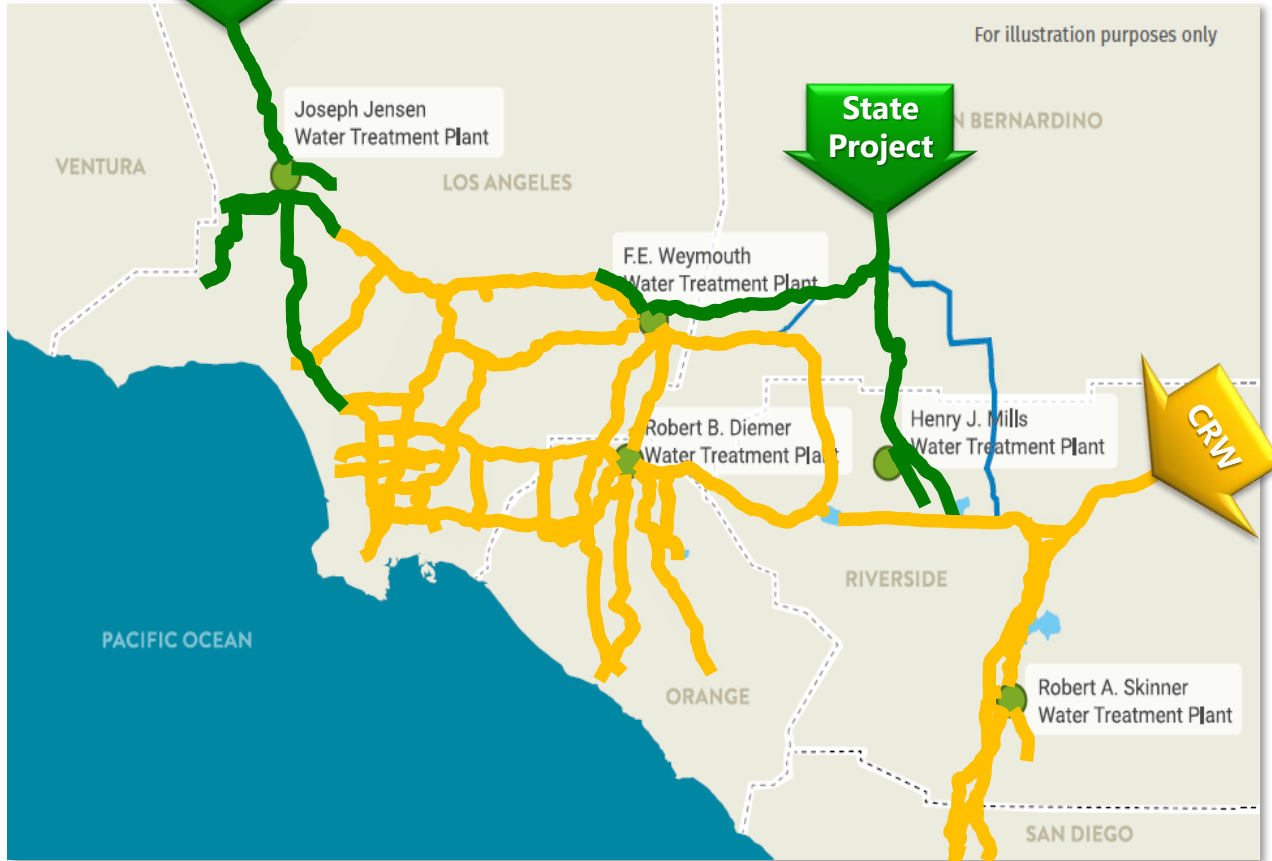 For illustration purposes only
Joseph Jensen
Water Treatment Plant
State
Project
N BERNARDINO
VENTURA
LOS ANGELES
F.E. Weymouth
Water Treatment Plant
CRW
Robert B. Diemer
Water Treatment Plant
Henry J. Mills
Water Treatment Plant
RIVERSIDE
PACIFIC OCEAN
ORANGE
Robert A. Skinner
Water Treatment Plant
SAN DIEGO